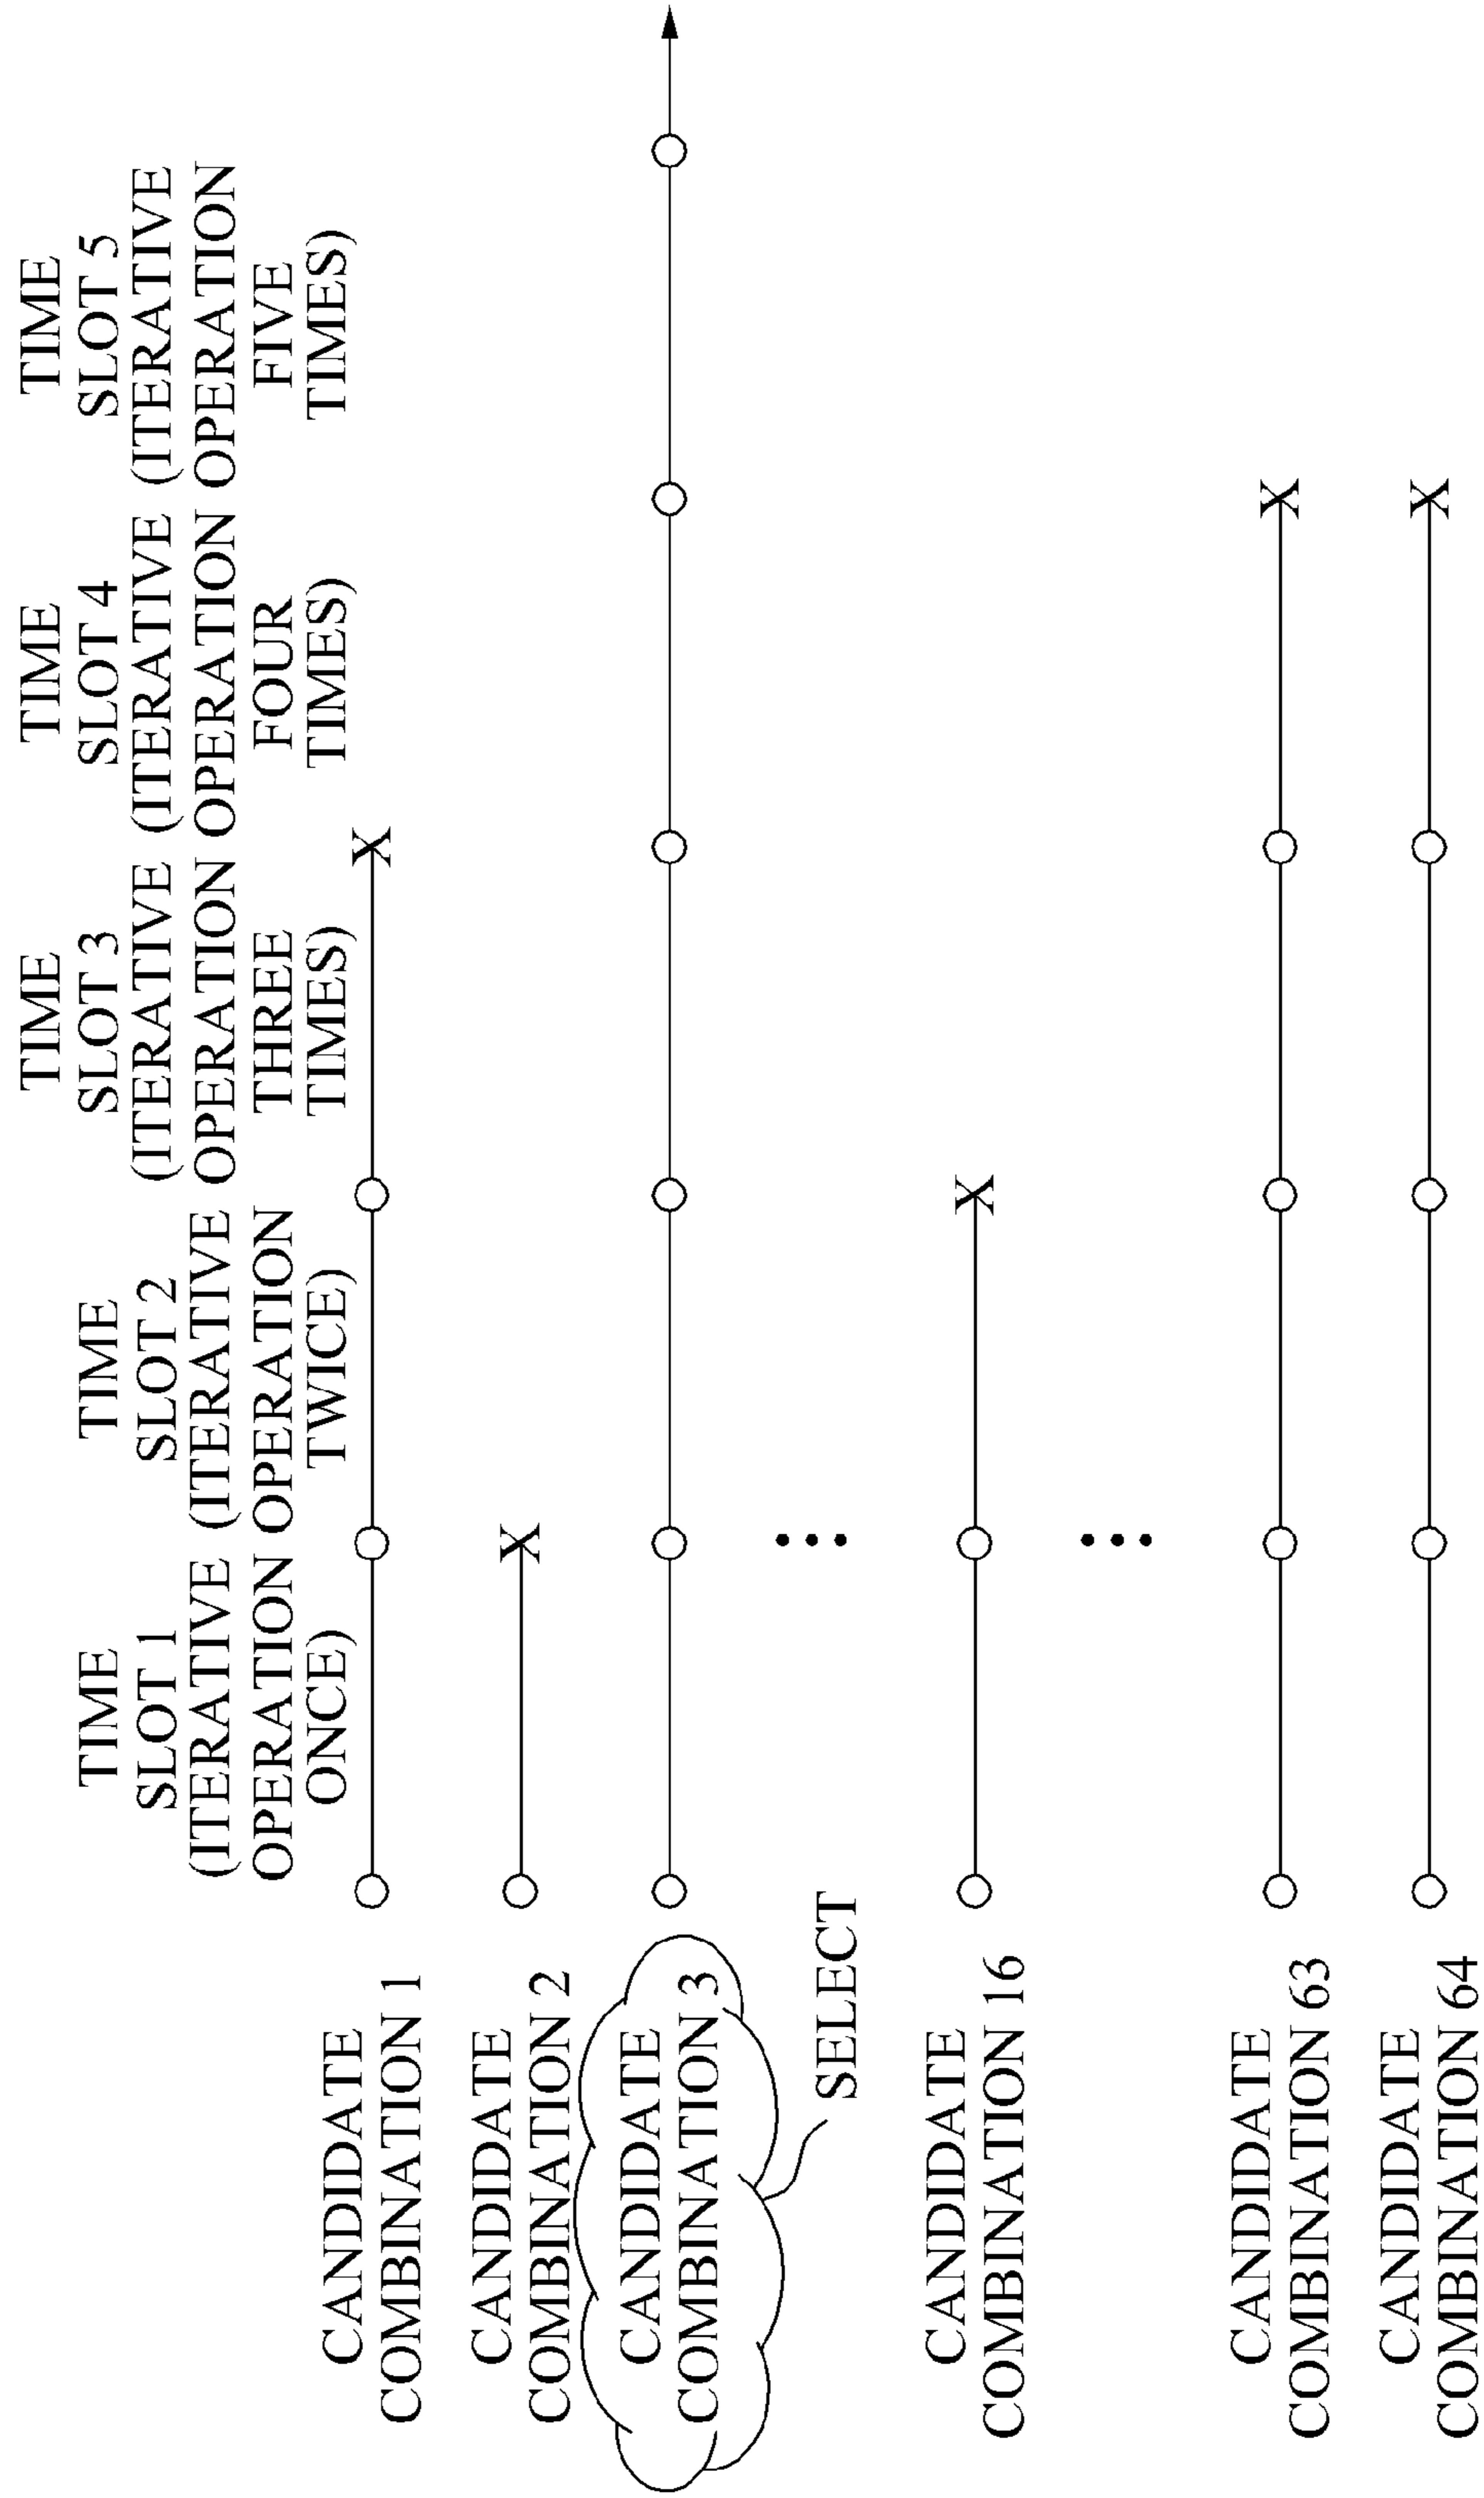 TIME
SLOT 1
(ITERATIVE
OPERATION
ONCE)
TIME
SLOT 2
(ITERATIVE
OPERATION
TWICE)
TIME
SLOT 3
(ITERATIVE
OPERATION
THREE
TIMES)
TIME
SLOT 4
(ITERATIVE
OPERATION
FOUR
TIMES)
TIME
SLOT 5
(ITERATIVE
OPERATION
FIVE
TIMES)
CANDIDATE
COMBINATION 1
X
CANDIDATE
COMBINATION 2
X
CANDIDATE
COMBINATION 3
SELECT
CANDIDATE
COMBINATION 16
X
CANDIDATE
COMBINATION 63
X
CANDIDATE
COMBINATION 64
X